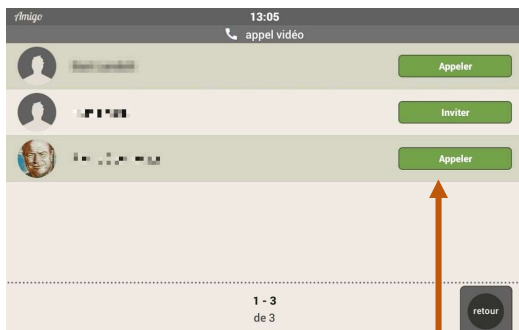 Amigo
13:05
appel vidéo
Appeler
Inviter
Appeler
1 - 3
de 3
retour